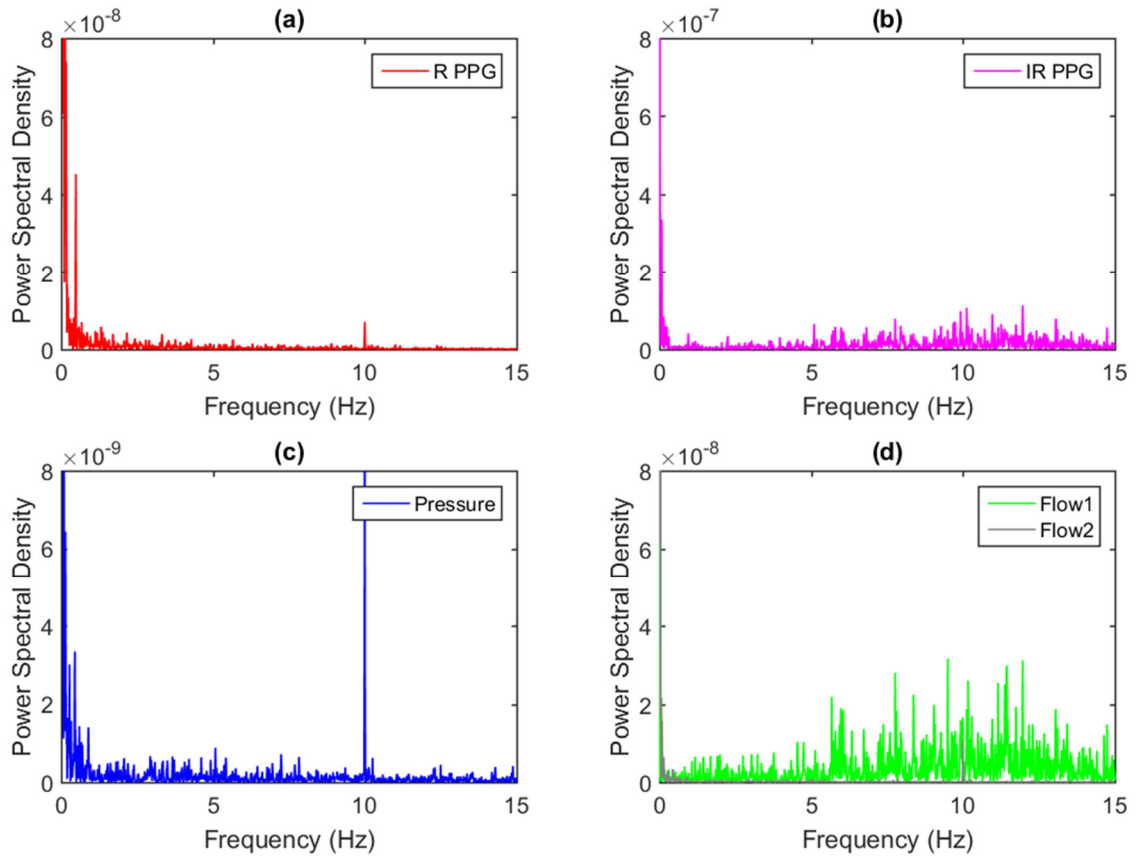 (a)
×10⁻⁸
8
6
4
2
0
Power Spectral Density
R PPG
0 5 10 15
Frequency (Hz)
(b)
×10⁻⁷
8
6
4
2
0
Power Spectral Density
IR PPG
0 5 10 15
Frequency (Hz)
(c)
×10⁻⁹
8
6
4
2
0
Power Spectral Density
Pressure
0 5 10 15
Frequency (Hz)
(d)
×10⁻⁸
8
6
4
2
0
Power Spectral Density
Flow1
Flow2
0 5 10 15
Frequency (Hz)